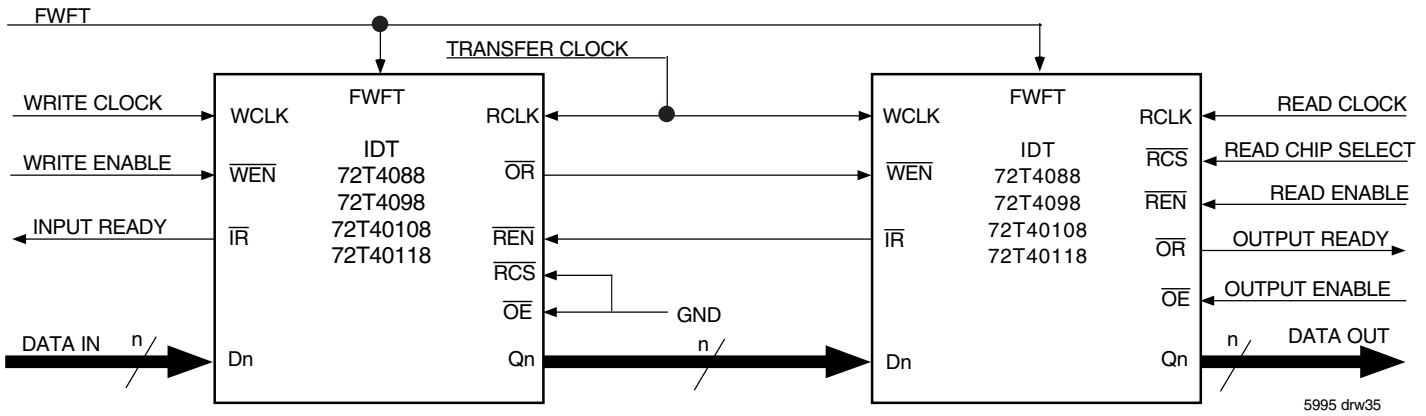 FWFT
TRANSFER CLOCK
WRITE CLOCK
WRITE ENABLE
INPUT READY
DATA IN
n
FWFT
WCLK
RCLK
IDT
72T4088
72T4098
72T40108
72T40118
WEN
OR
IR
REN
RCS
OE
Dn
Qn
GND
n
FWFT
WCLK
RCLK
IDT
72T4088
72T4098
72T40108
72T40118
WEN
RCS
REN
IR
OR
OE
Dn
Qn
READ CLOCK
READ CHIP SELECT
READ ENABLE
OUTPUT READY
OUTPUT ENABLE
n
DATA OUT
5995 drw35